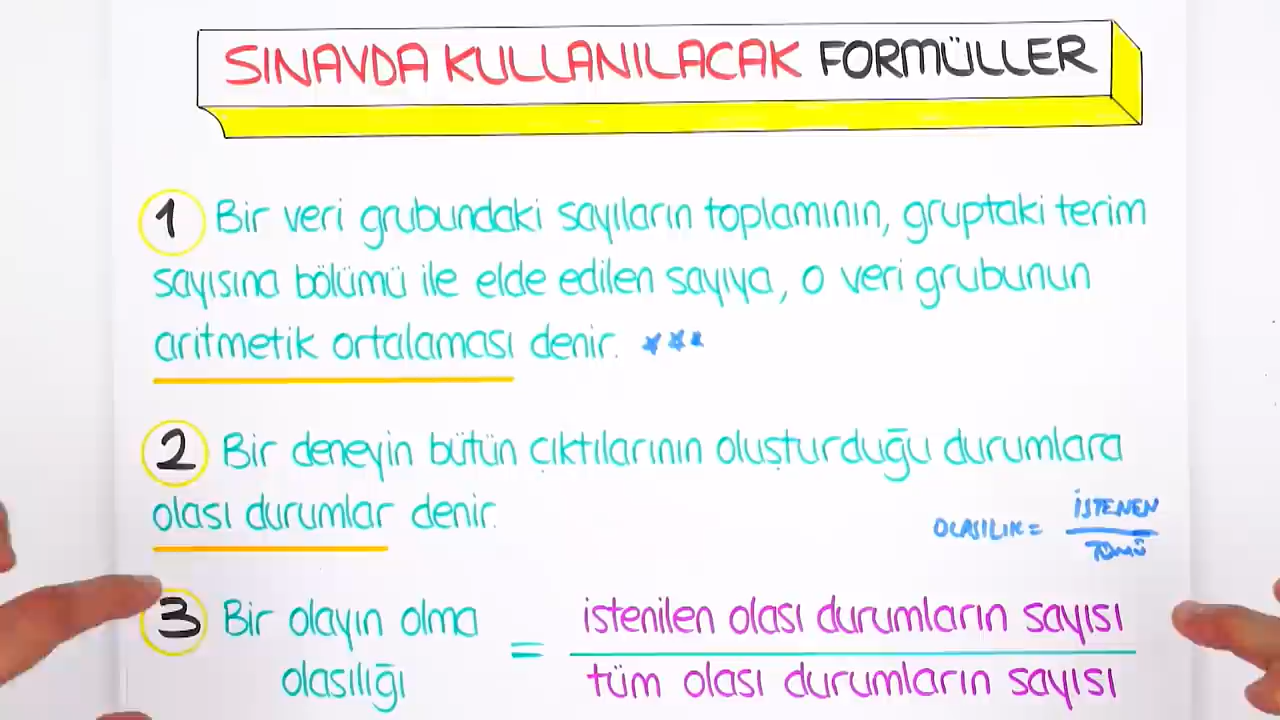 SINAVDA KULLANILACAK FORMÜLLER
1 Bir veri grubundaki sayıların toplamının, gruptaki terim
sayısına bölümü ile elde edilen sayıya, o veri grubunun
aritmetik ortalaması denir. ***
2 Bir deneyin bütün çıktılarının oluşturduğu durumlara
olası durumlar denir.
OLASILIK = İSTENEN
TÜMÜ
3 Bir olayın olma
olasılığı
= istenilen olası durumların sayısı
tüm olası durumların sayısı